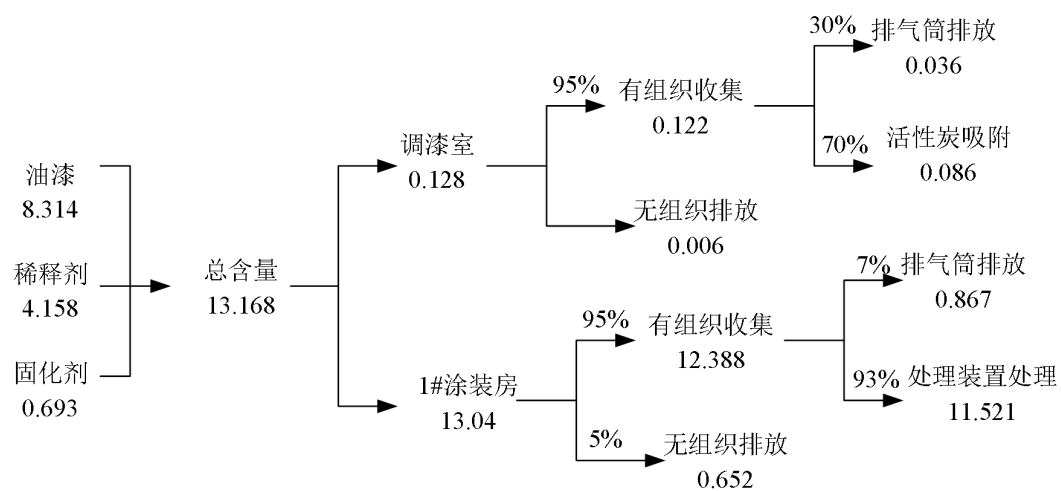 油漆
8.314
稀释剂
4.158
固化剂
0.693
总含量
13.168
调漆室
0.128
95%
有组织收集
0.122
30%
排气筒排放
0.036
70%
活性炭吸附
0.086
无组织排放
0.006
1#涂装房
13.04
95%
有组织收集
12.388
7%
排气筒排放
0.867
93%
处理装置处理
11.521
5%
无组织排放
0.652